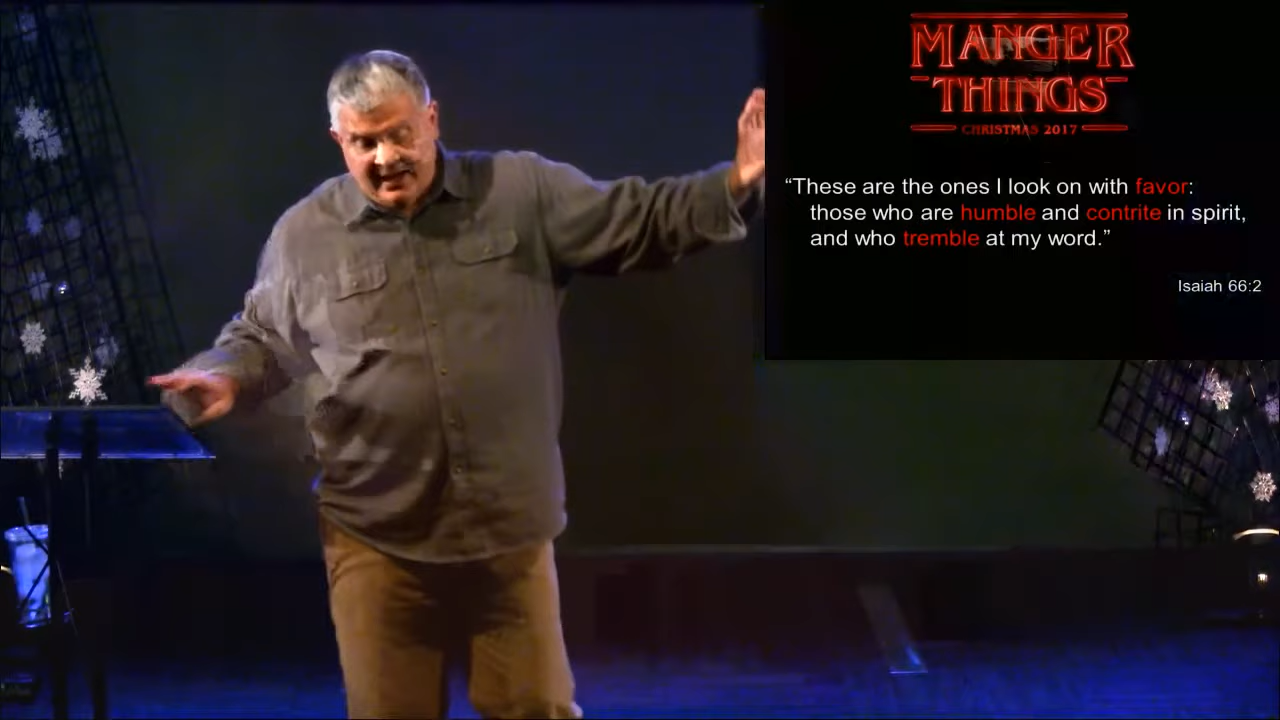 MANGER
THINGS
CHRISTMAS 2017
“These are the ones I look on with favor:
those who are humble and contrite in spirit,
and who tremble at my word.”
Isaiah 66:2